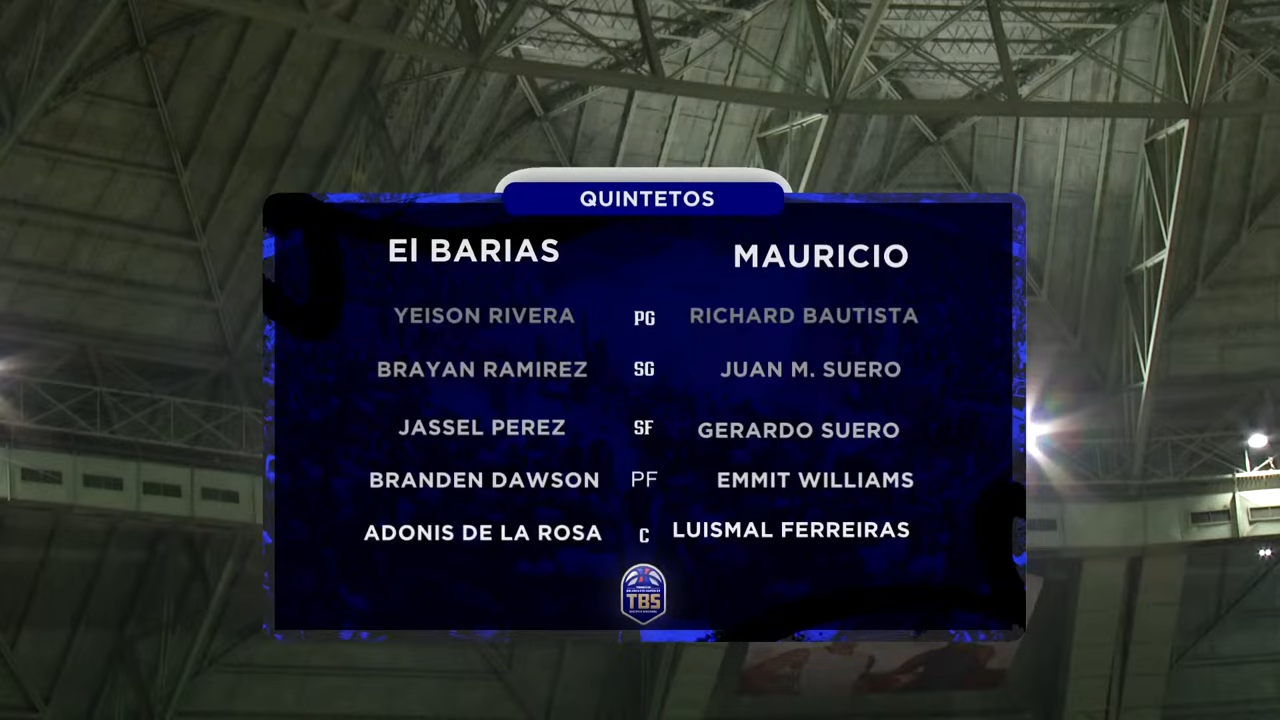 QUINTETOS
El BARIAS MAURICIO
YEISON RIVERA PG RICHARD BAUTISTA
BRAYAN RAMIREZ SG JUAN M. SUERO
JASSEL PEREZ SF GERARDO SUERO
BRANDEN DAWSON PF EMMIT WILLIAMS
ADONIS DE LA ROSA C LUISMAL FERREIRAS
TBS